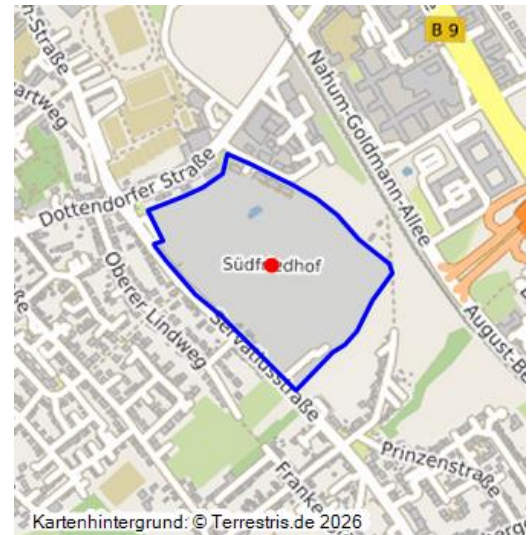 n-Straße
artweg
B 9
Nahum-Goldmann-Allee
Dottendorfer Straße
Südfriedhof
Oberer Lindweg
Servatiusstraße
August-Be
Prinzenstraße
Franke
Kartenhintergrund: © Terrestris.de 2026